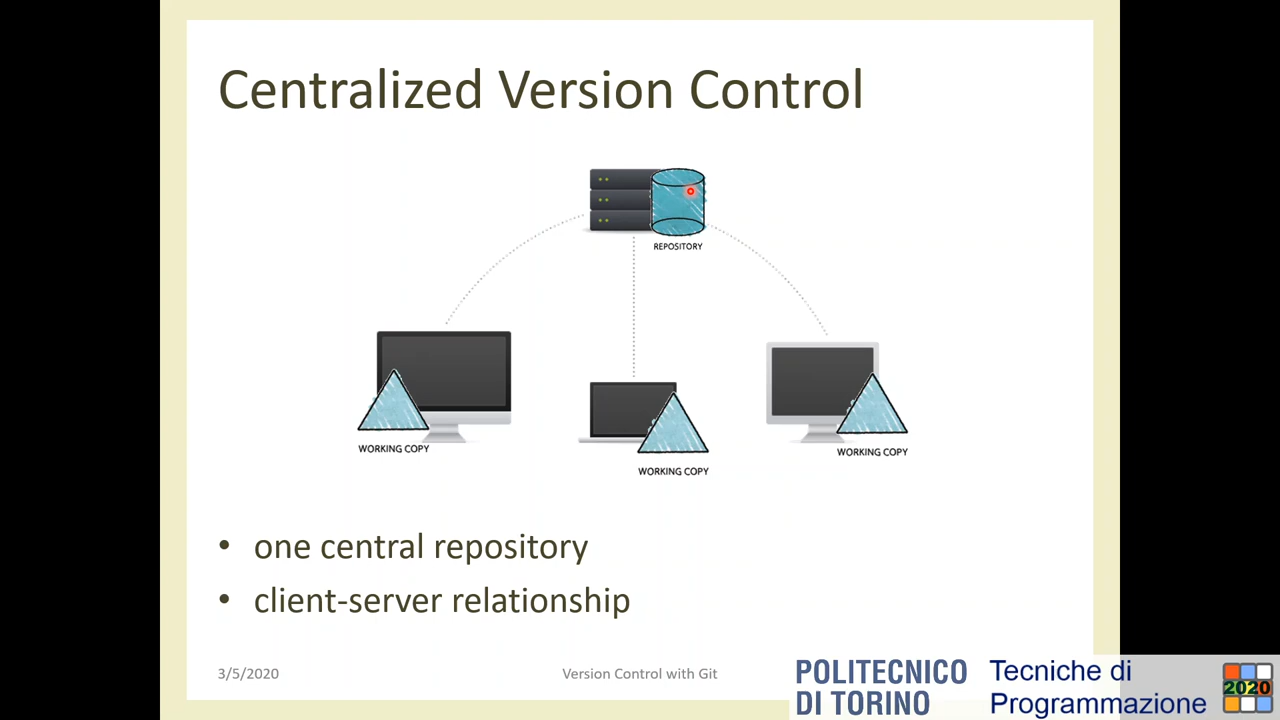 Centralized Version Control
REPOSITORY
WORKING COPY
WORKING COPY
WORKING COPY
• one central repository
• client-server relationship
3/5/2020
Version Control with Git
POLITECNICO
DI TORINO
Tecniche di
Programmazione
2020